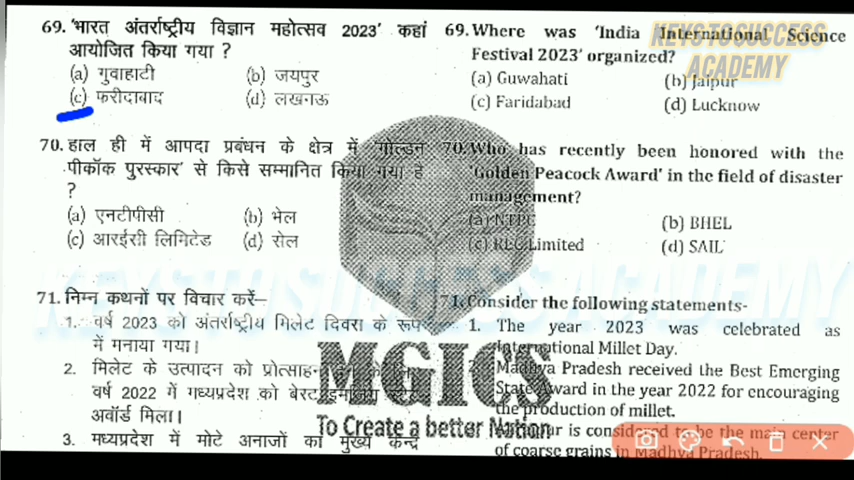 KEYSTOSUCCESS
ACADEMY
69. 'भारत अंतर्राष्ट्रीय विज्ञान महोत्सव 2023' कहां
आयोजित किया गया ?
(a) गुवाहाटी (b) जयपुर
(c) फरीदाबाद (d) लखनऊ
70. हाल ही में आपदा प्रबंधन के क्षेत्र में 'गोल्डन
पीकॉक पुरस्कार' से किसे सम्मानित किया गया है
?
(a) एनटीपीसी (b) भेल
(c) आरईसी लिमिटेड (d) सेल
71. निम्न कथनों पर विचार करें–
1. वर्ष 2023 को अंतर्राष्ट्रीय मिलेट दिवस के रूप
में मनाया गया।
2. मिलेट के उत्पादन को प्रोत्साहन
वर्ष 2022 में मध्यप्रदेश को बेस्ट
अवॉर्ड मिला।
3. मध्यप्रदेश में मोटे अनाजों का मुख्य केन्द्र
69. Where was 'India International Science
Festival 2023' organized?
(a) Guwahati (b) Jaipur
(c) Faridabad (d) Lucknow
70. Who has recently been honored with the
'Golden Peacock Award' in the field of disaster
management?
(a) NTPC (b) BHEL
(c) REC Limited (d) SAIL
71. Consider the following statements-
1. The year 2023 was celebrated as
International Millet Day.
2. Madhya Pradesh received the Best Emerging
State Award in the year 2022 for encouraging
the production of millet.
is considered to be the main center
of coarse grains in Madhya Pradesh.
KEYSTOSUCCESS ACADEMY
MGICS
To Create a better Nation